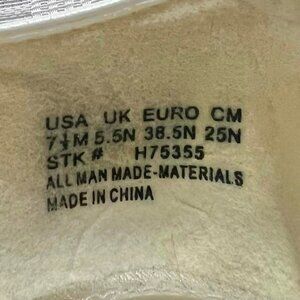 USA UK EURO CM
7½M 5.5N 38.5N 25N
STK # H75355
ALL MAN MADE-MATERIALS
MADE IN CHINA